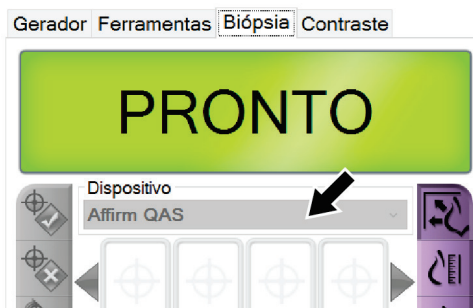 Gerador Ferramentas Biópsia Contraste
PRONTO
Dispositivo
Affirm QAS